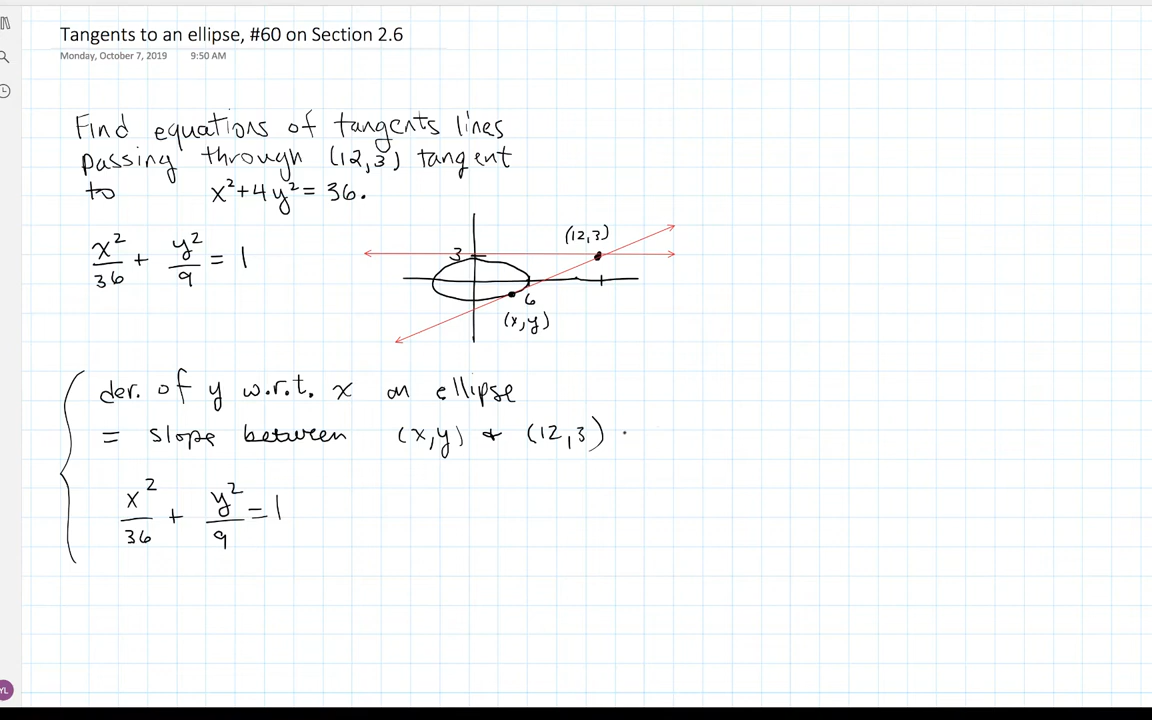 Tangents to an ellipse, #60 on Section 2.6
Monday, October 7, 2019 9:50 AM
Find equations of tangents lines
passing through (12,3) tangent
to x²+4y²= 36.
x²/36 + y²/9 = 1
(12,3)
3
6
(x,y)
der. of y w.r.t. x on ellipse
= slope between (x,y) & (12,3).
x²/36 + y²/9 = 1
YL